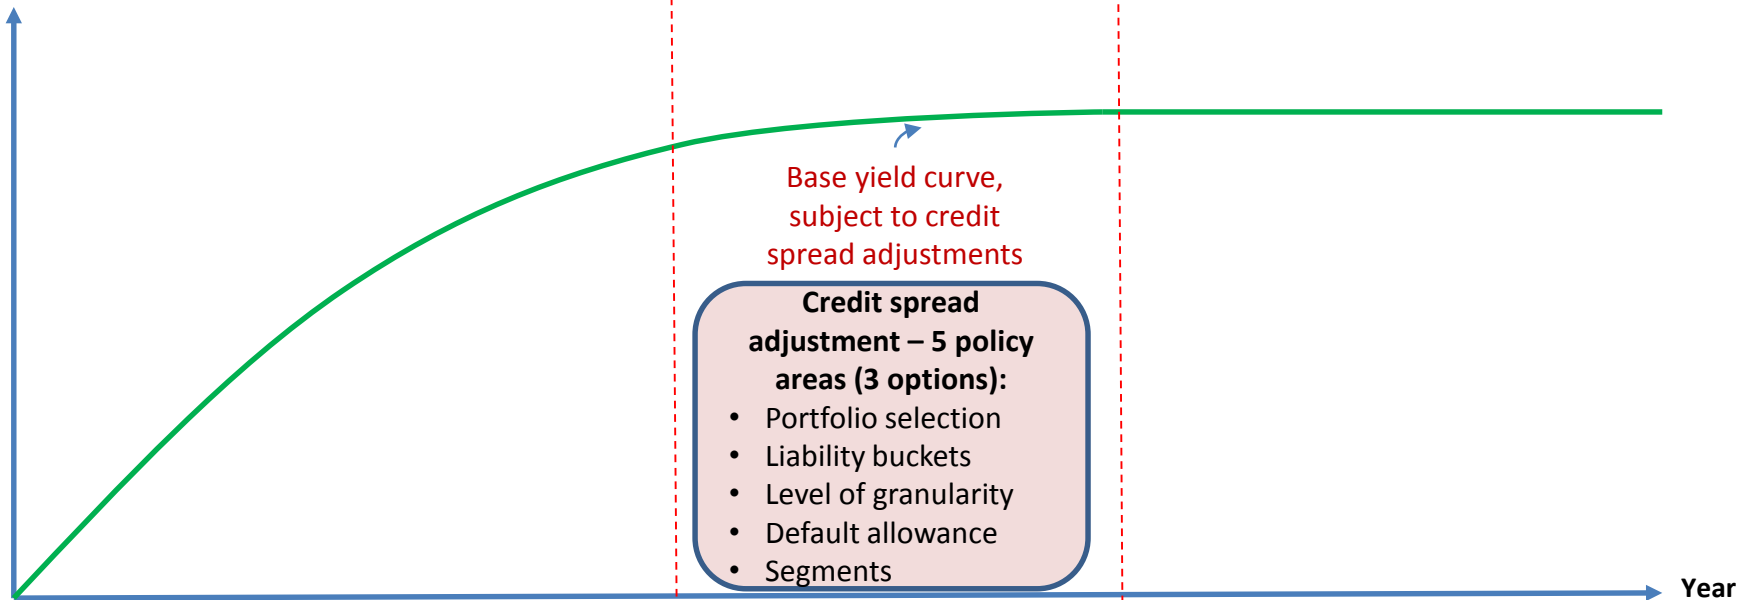 Base yield curve,
subject to credit
spread adjustments
Credit spread
adjustment – 5 policy
areas (3 options):
• Portfolio selection
• Liability buckets
• Level of granularity
• Default allowance
• Segments
Year